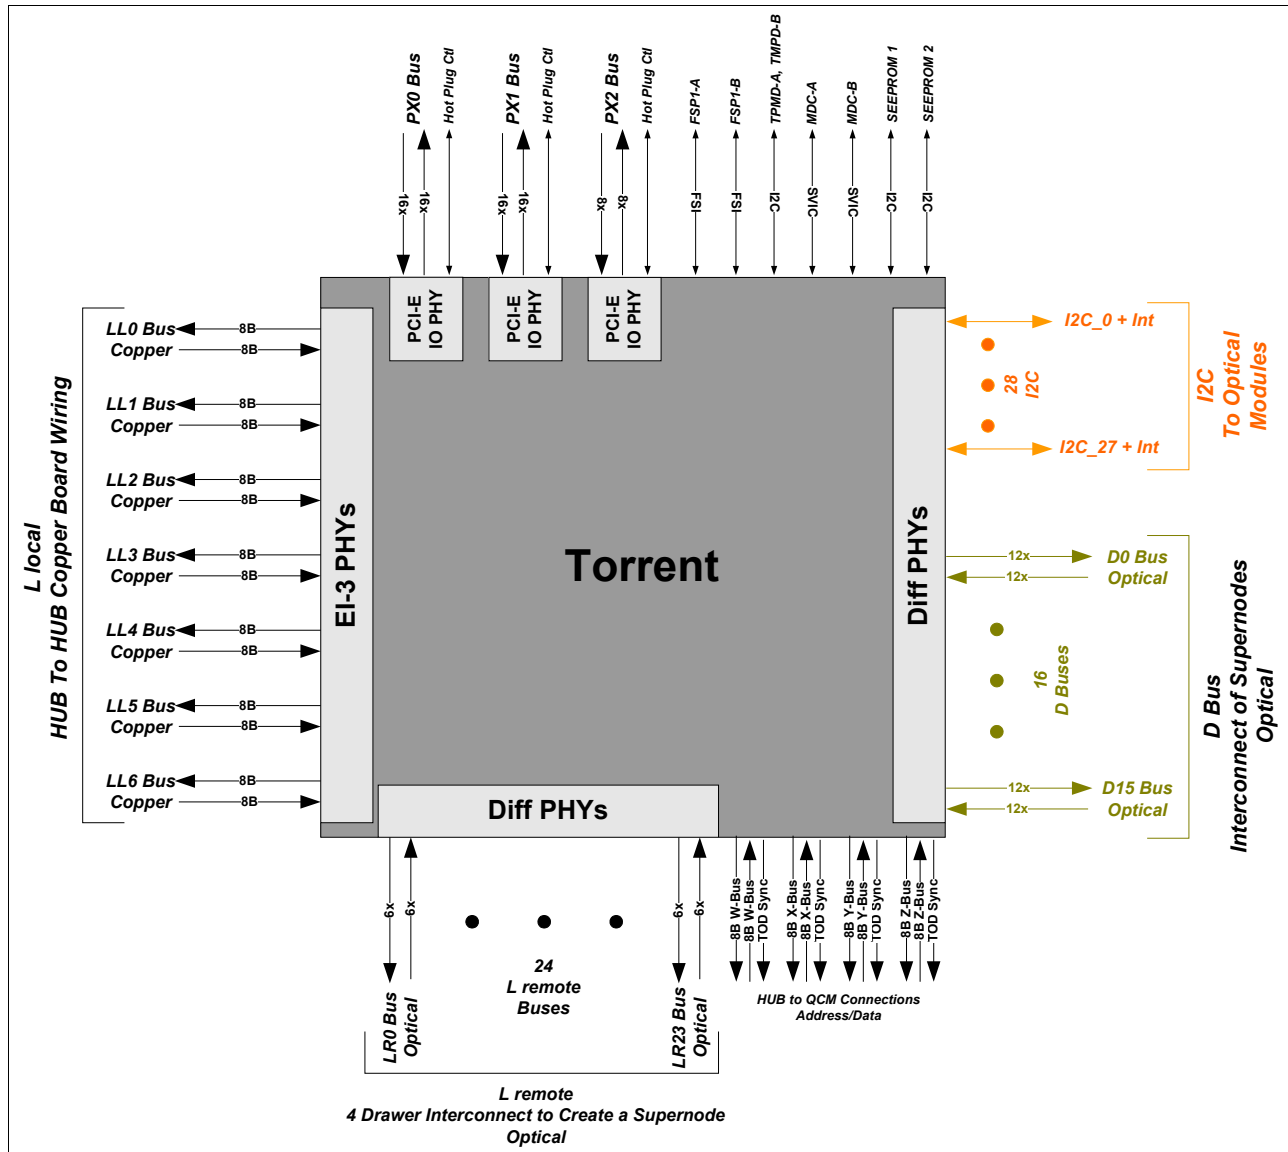 PX0 Bus
Hot Plug Ctl
PX1 Bus
Hot Plug Ctl
PX2 Bus
Hot Plug Ctl
FSP1-A
FSP1-B
TPMD-A, TMPD-B
MDC-A
MDC-B
SEEPROM 1
SEEPROM 2
16x
16x
16x
16x
8x
8x
FSI
FSI
I2C
SVIC
SVIC
I2C
I2C
PCI-E
IO PHY
PCI-E
IO PHY
PCI-E
IO PHY
L local
HUB To HUB Copper Board Wiring
LL0 Bus
8B
Copper
8B
LL1 Bus
8B
Copper
8B
LL2 Bus
8B
Copper
8B
LL3 Bus
8B
Copper
8B
LL4 Bus
8B
Copper
8B
LL5 Bus
8B
Copper
8B
LL6 Bus
8B
Copper
8B
EI-3 PHYs
Torrent
Diff PHYs
Diff PHYs
I2C_0 + Int
28
I2C
I2C_27 + Int
I2C
To Optical
Modules
12x
D0 Bus
12x
Optical
16
D Buses
12x
D15 Bus
12x
Optical
D Bus
Interconnect of Supernodes
Optical
6x
6x
LR0 Bus
Optical
24
L remote
Buses
6x
6x
LR23 Bus
Optical
L remote
4 Drawer Interconnect to Create a Supernode
Optical
8B W-Bus
8B W-Bus
TOD Sync
8B X-Bus
8B X-Bus
TOD Sync
8B Y-Bus
8B Y-Bus
TOD Sync
8B Z-Bus
8B Z-Bus
TOD Sync
HUB to QCM Connections
Address/Data